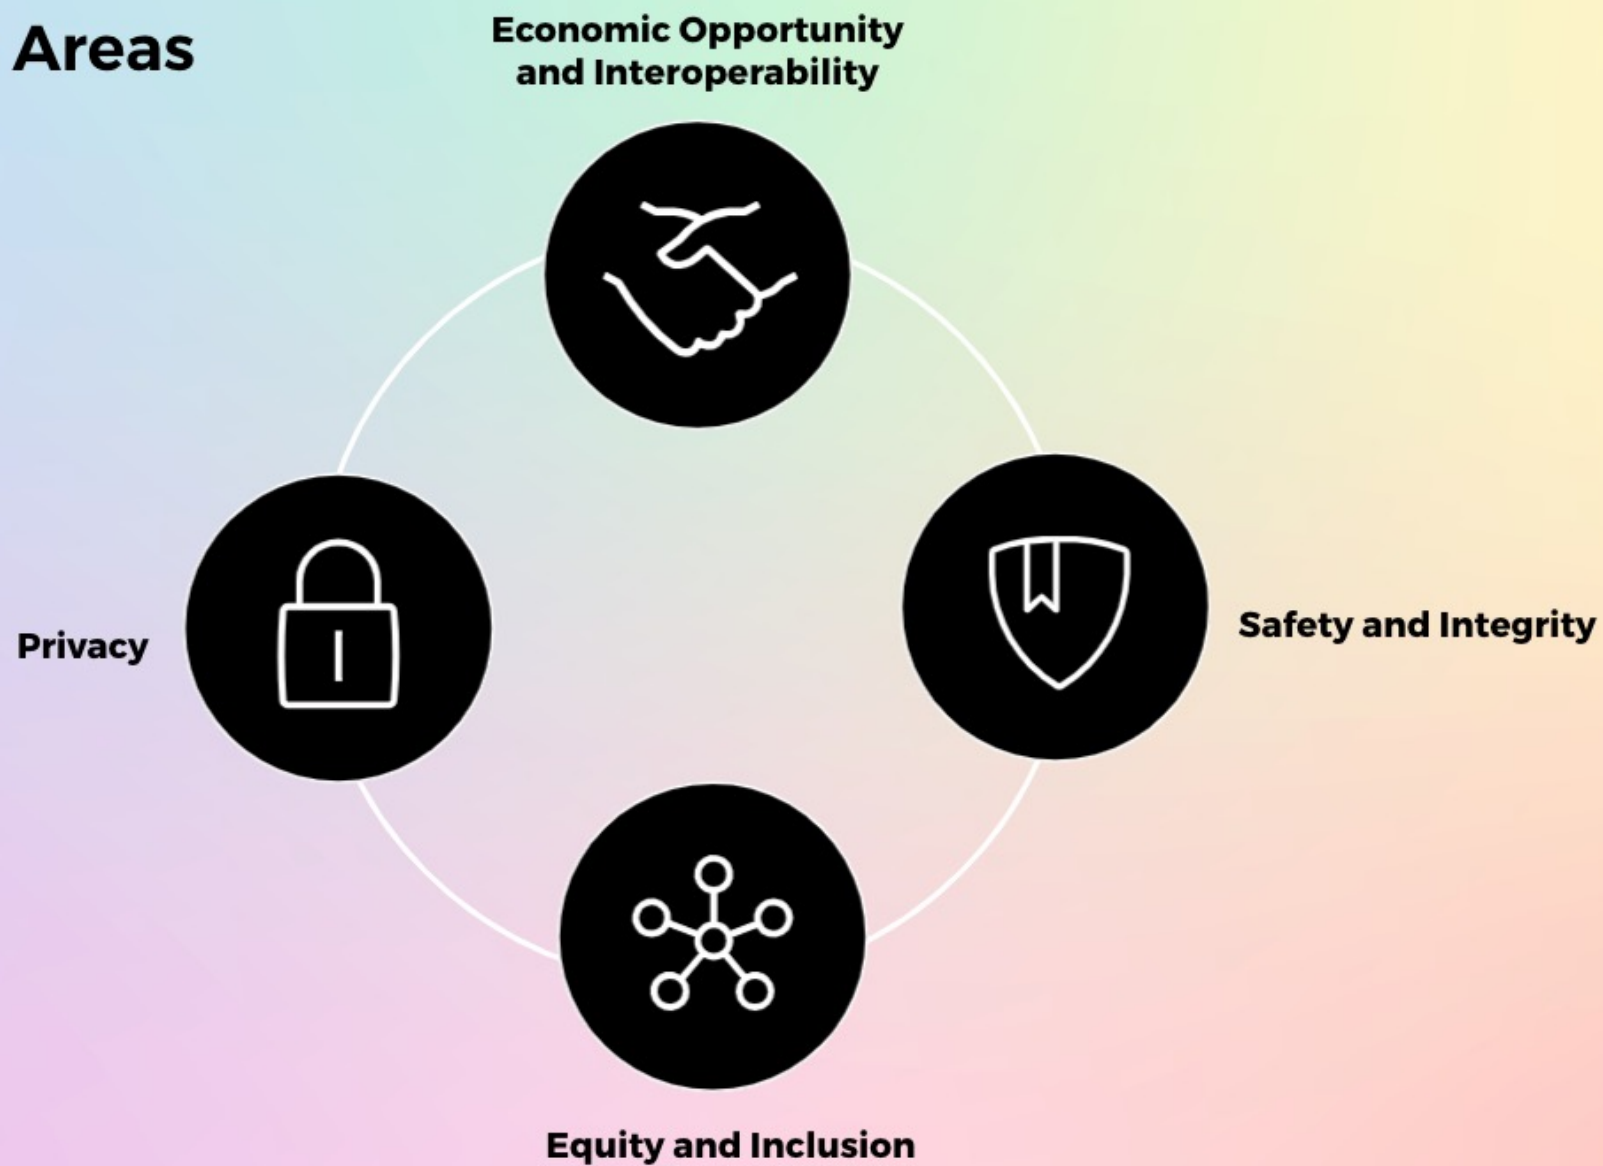 Areas
Economic Opportunity
and Interoperability
Privacy
Safety and Integrity
Equity and Inclusion